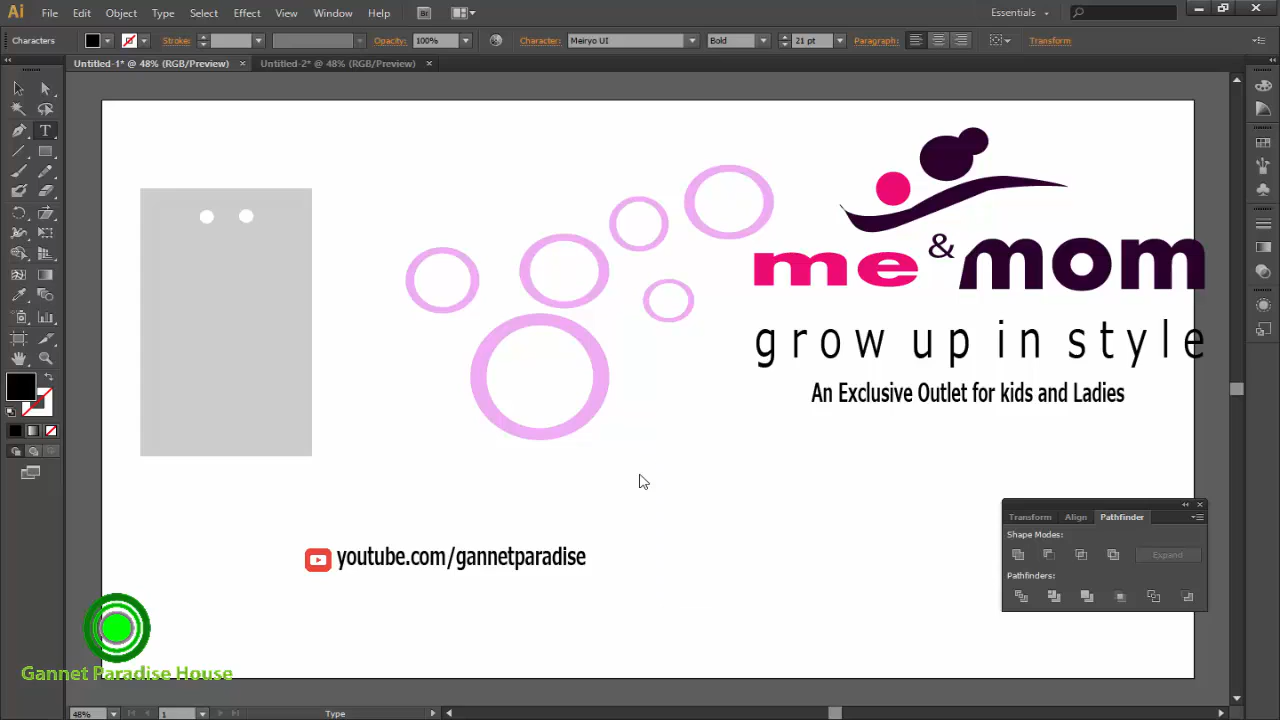 Ai File Edit Object Type Select Effect View Window Help Br Essentials
Characters Stroke: Opacity: 100% Character: Meiryo UI Bold 21 pt Paragraph: Transform
Untitled-1* @ 48% (RGB/Preview) × Untitled-2* @ 48% (RGB/Preview) ×
me & mom
grow up in style
An Exclusive Outlet for kids and Ladies
Transform Align Pathfinder
Shape Modes:
Expand
Pathfinders:
youtube.com/gannetparadise
Gannet Paradise House
48% 1 Type